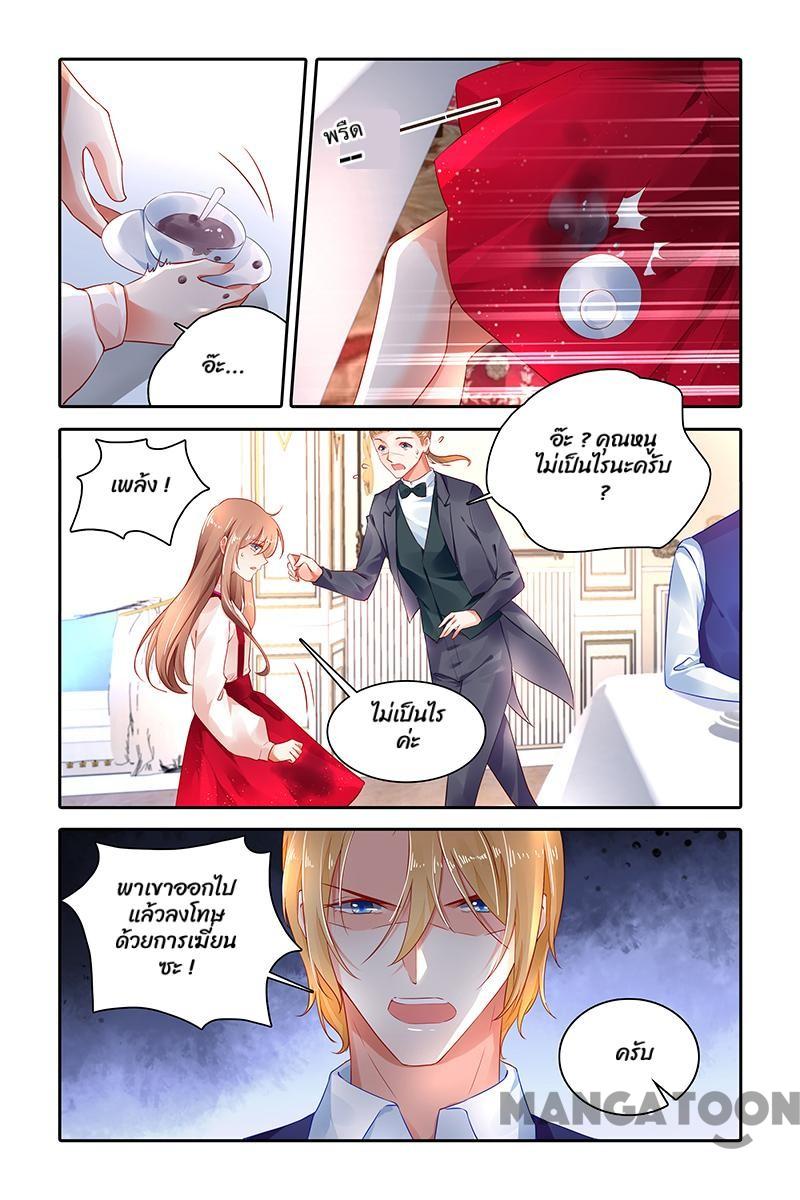 พรืด
อ๊ะ...
เพล้ง !
อ๊ะ ? คุณหนู
ไม่เป็นไรนะครับ
?
ไม่เป็นไร
ค่ะ
พาเขาออกไป
แล้วลงโทษ
ด้วยการเฆี่ยน
ซะ !
ครับ
MANGATOON